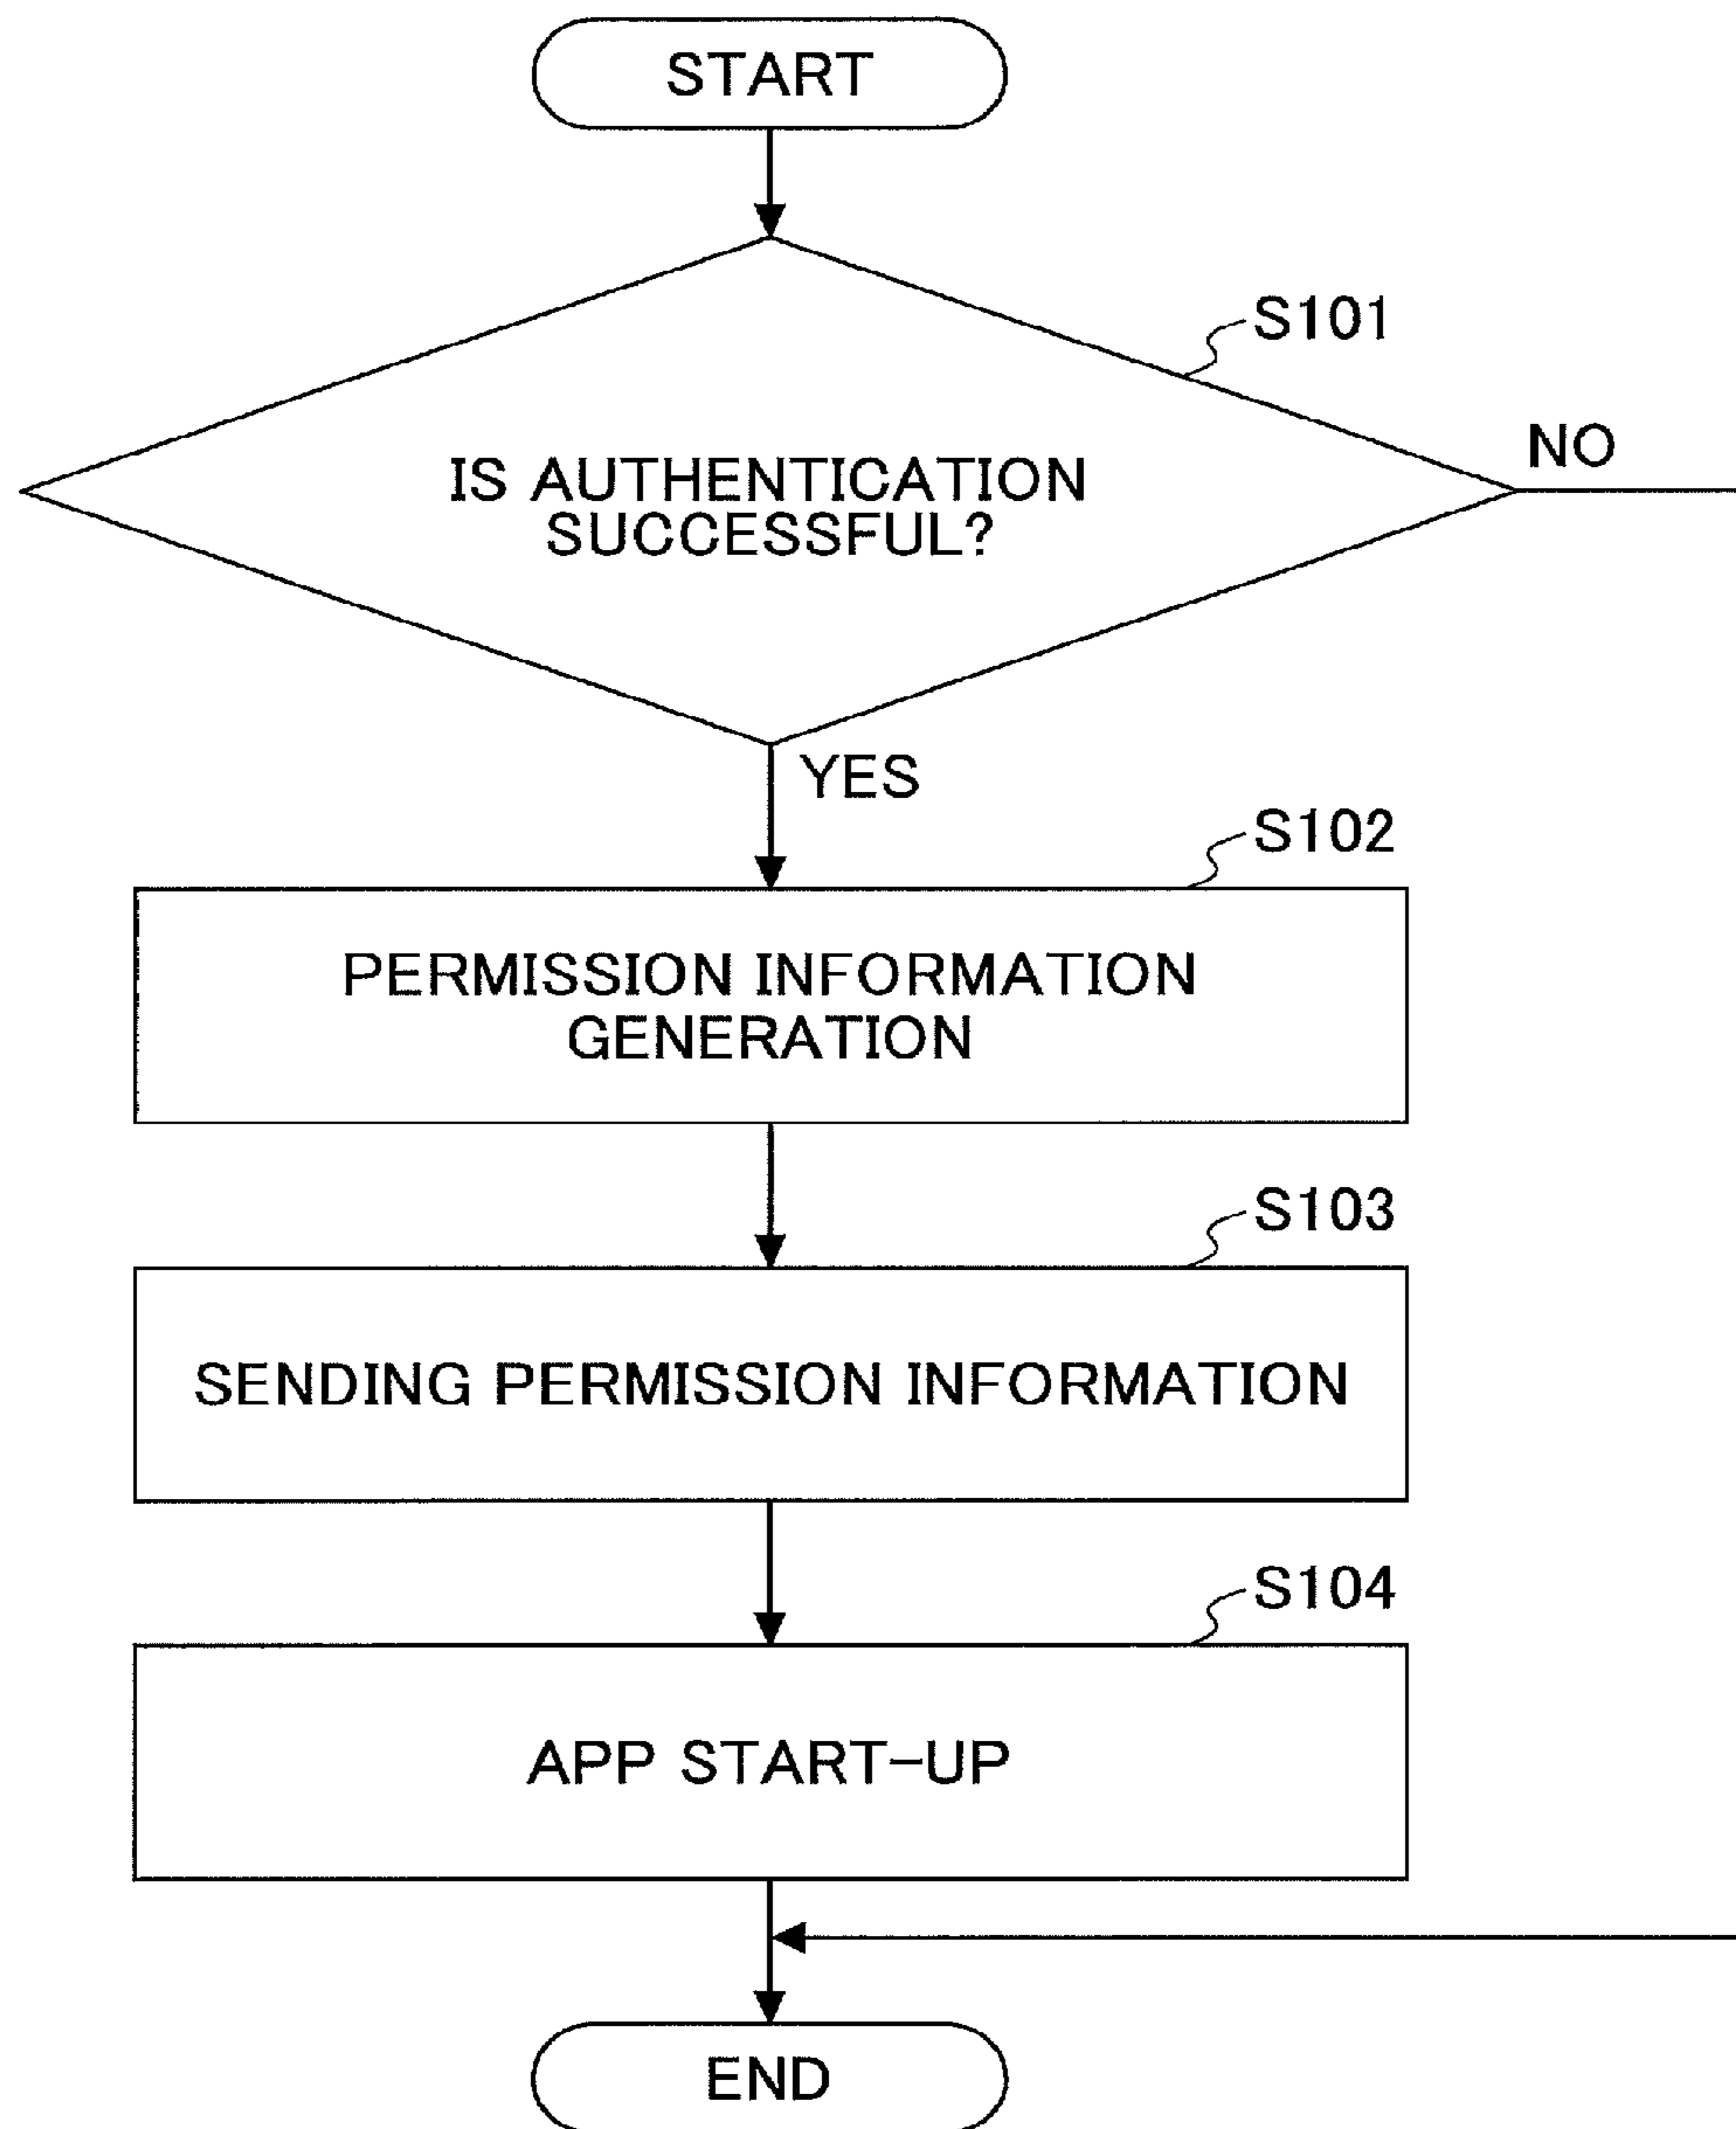 START
S101
NO
IS AUTHENTICATION
SUCCESSFUL?
YES
S102
PERMISSION INFORMATION
GENERATION
S103
SENDING PERMISSION INFORMATION
S104
APP START-UP
END